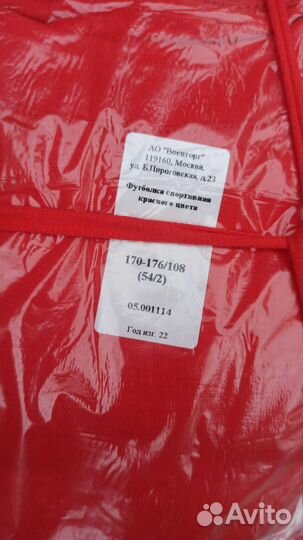 АО "Военторг"
119160, Москва,
ул. Б.Пироговская, д.23
Футболка спортивная
красного цвета
170-176/108
(54/2)
05.001114
Год изг. 22
Avito